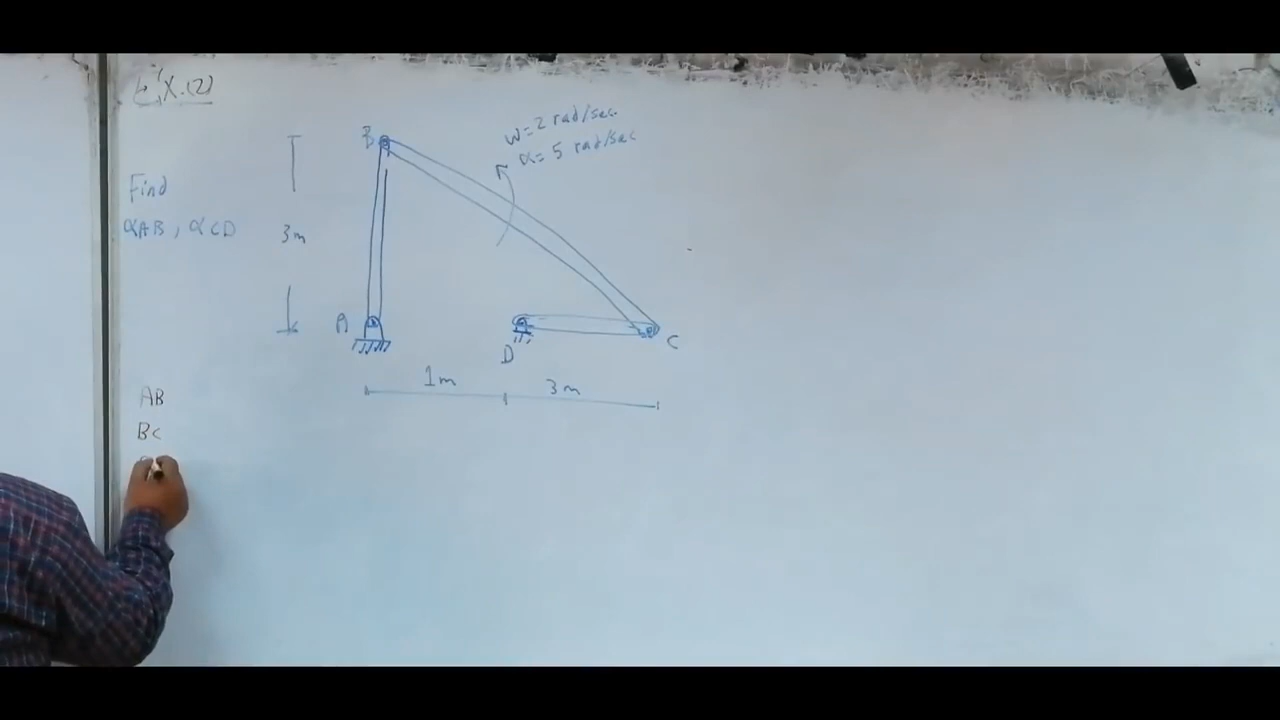 Ex.(2)
B
w=2 rad/sec
α=5 rad/sec
Find
αAB, αCD
3m
A
D
C
1m
3m
AB
BC